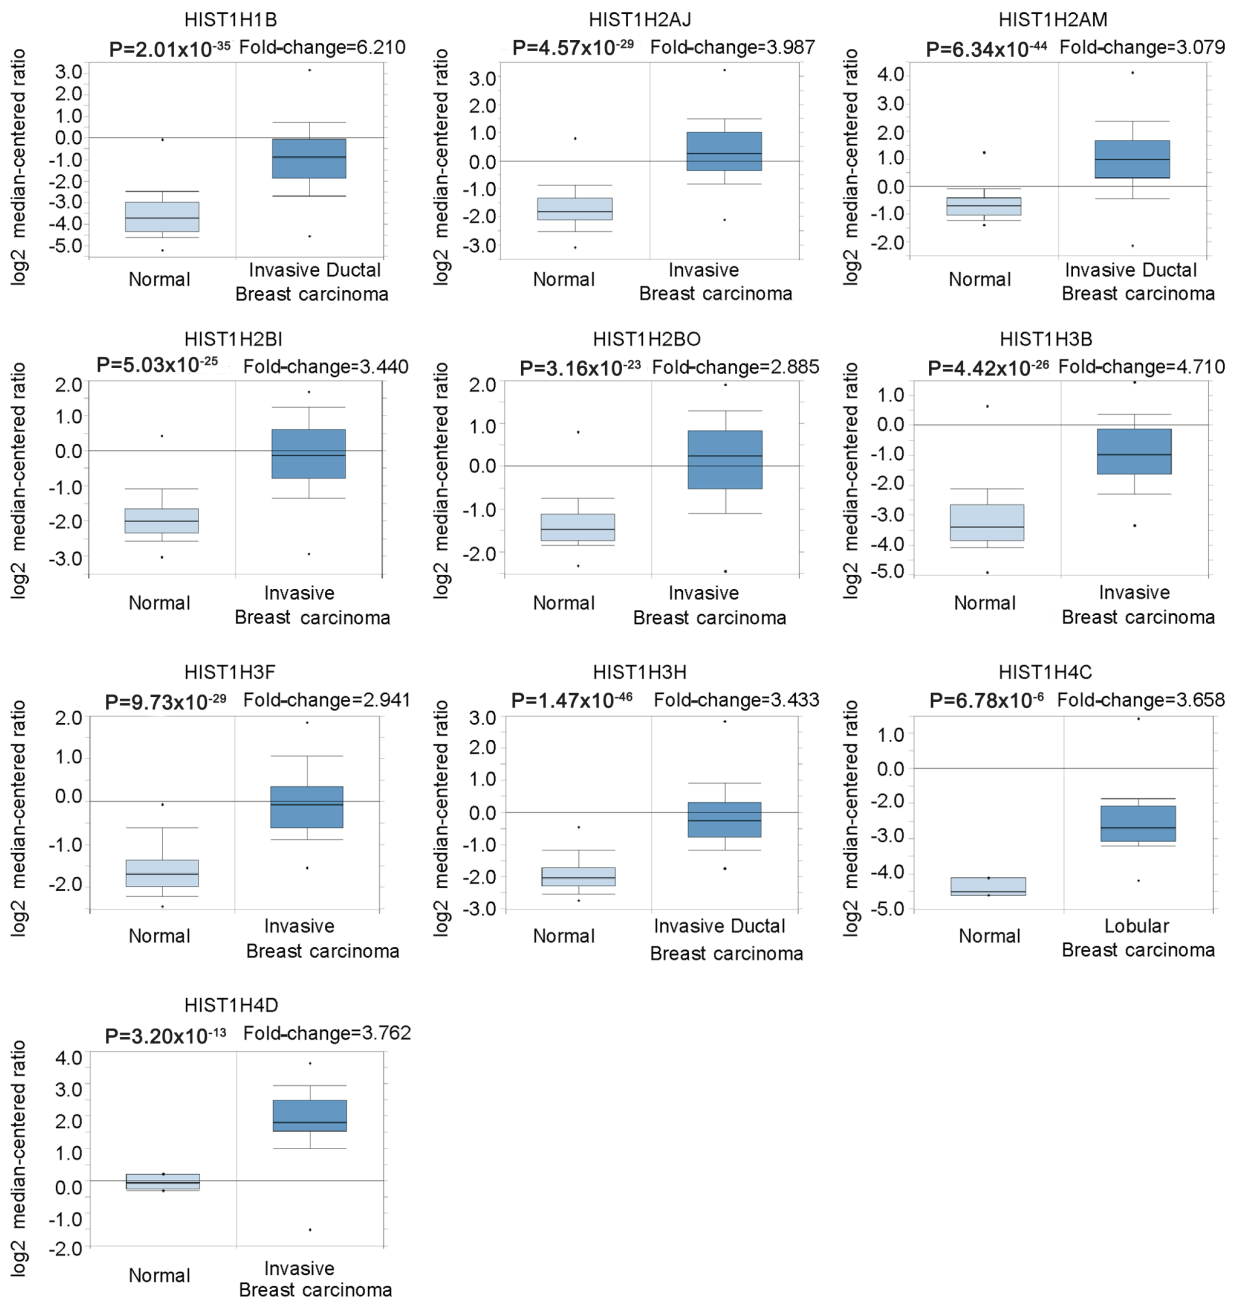 HIST1H1B
P=2.01x10⁻³⁵ Fold-change=6.210
log2 median-centered ratio
3.0
2.0
1.0
0.0
-1.0
-2.0
-3.0
-4.0
-5.0
Normal
Invasive Ductal
Breast carcinoma
HIST1H2AJ
P=4.57x10⁻²⁹ Fold-change=3.987
log2 median-centered ratio
3.0
2.0
1.0
0.0
-1.0
-2.0
-3.0
Normal
Invasive
Breast carcinoma
HIST1H2AM
P=6.34x10⁻⁴⁴ Fold-change=3.079
log2 median-centered ratio
4.0
3.0
2.0
1.0
0.0
-1.0
-2.0
Normal
Invasive Ductal
Breast carcinoma
HIST1H2BI
P=5.03x10⁻²⁵ Fold-change=3.440
log2 median-centered ratio
2.0
1.0
0.0
-1.0
-2.0
-3.0
Normal
Invasive
Breast carcinoma
HIST1H2BO
P=3.16x10⁻²³ Fold-change=2.885
log2 median-centered ratio
2.0
1.0
0.0
-1.0
-2.0
Normal
Invasive
Breast carcinoma
HIST1H3B
P=4.42x10⁻²⁶ Fold-change=4.710
log2 median-centered ratio
1.0
0.0
-1.0
-2.0
-3.0
-4.0
-5.0
Normal
Invasive
Breast carcinoma
HIST1H3F
P=9.73x10⁻²⁹ Fold-change=2.941
log2 median-centered ratio
2.0
1.0
0.0
-1.0
-2.0
Normal
Invasive
Breast carcinoma
HIST1H3H
P=1.47x10⁻⁴⁶ Fold-change=3.433
log2 median-centered ratio
3.0
2.0
1.0
0.0
-1.0
-2.0
-3.0
Normal
Invasive Ductal
Breast carcinoma
HIST1H4C
P=6.78x10⁻⁶ Fold-change=3.658
log2 median-centered ratio
1.0
0.0
-2.0
-3.0
-4.0
-5.0
Normal
Lobular
Breast carcinoma
HIST1H4D
P=3.20x10⁻¹³ Fold-change=3.762
log2 median-centered ratio
4.0
3.0
2.0
1.0
0.0
-1.0
-2.0
Normal
Invasive
Breast carcinoma